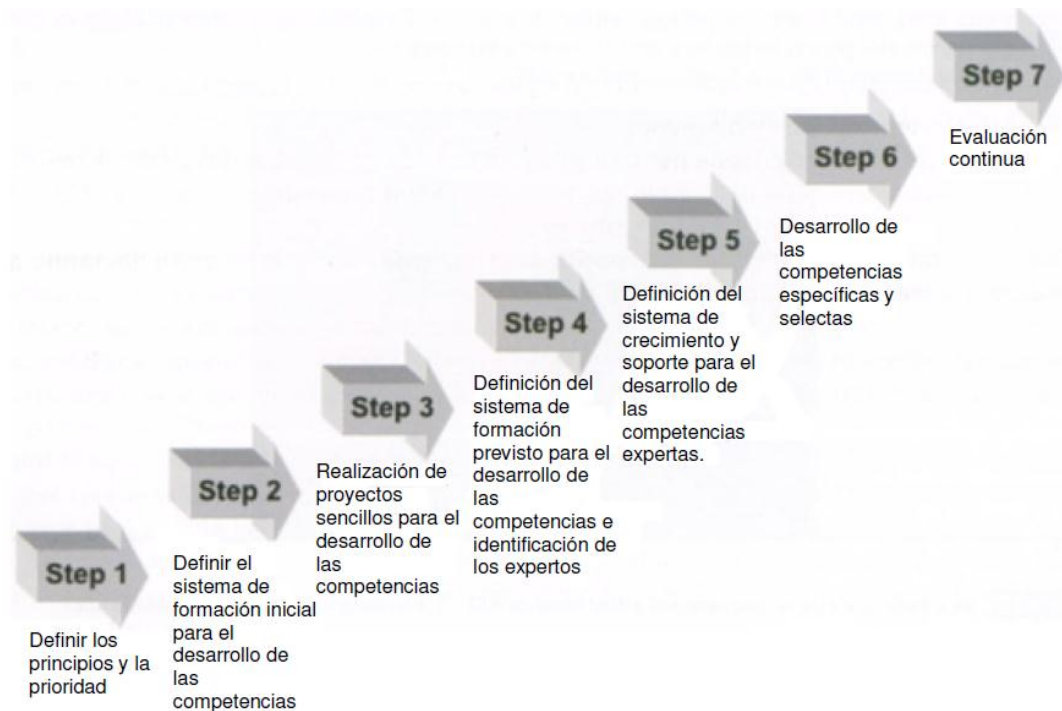 Step 1
Definir los
principios y la
prioridad
Step 2
Definir el
sistema de
formación inicial
para el
desarrollo de
las
competencias
Step 3
Realización de
proyectos
sencillos para el
desarrollo de
las
competencias
Step 4
Definición del
sistema de
formación
previsto para el
desarrollo de
las
competencias e
identificación de
los expertos
Step 5
Definición del
sistema de
crecimiento y
soporte para el
desarrollo de
las
competencias
expertas.
Step 6
Desarrollo de
las
competencias
específicas y
selectas
Step 7
Evaluación
continua